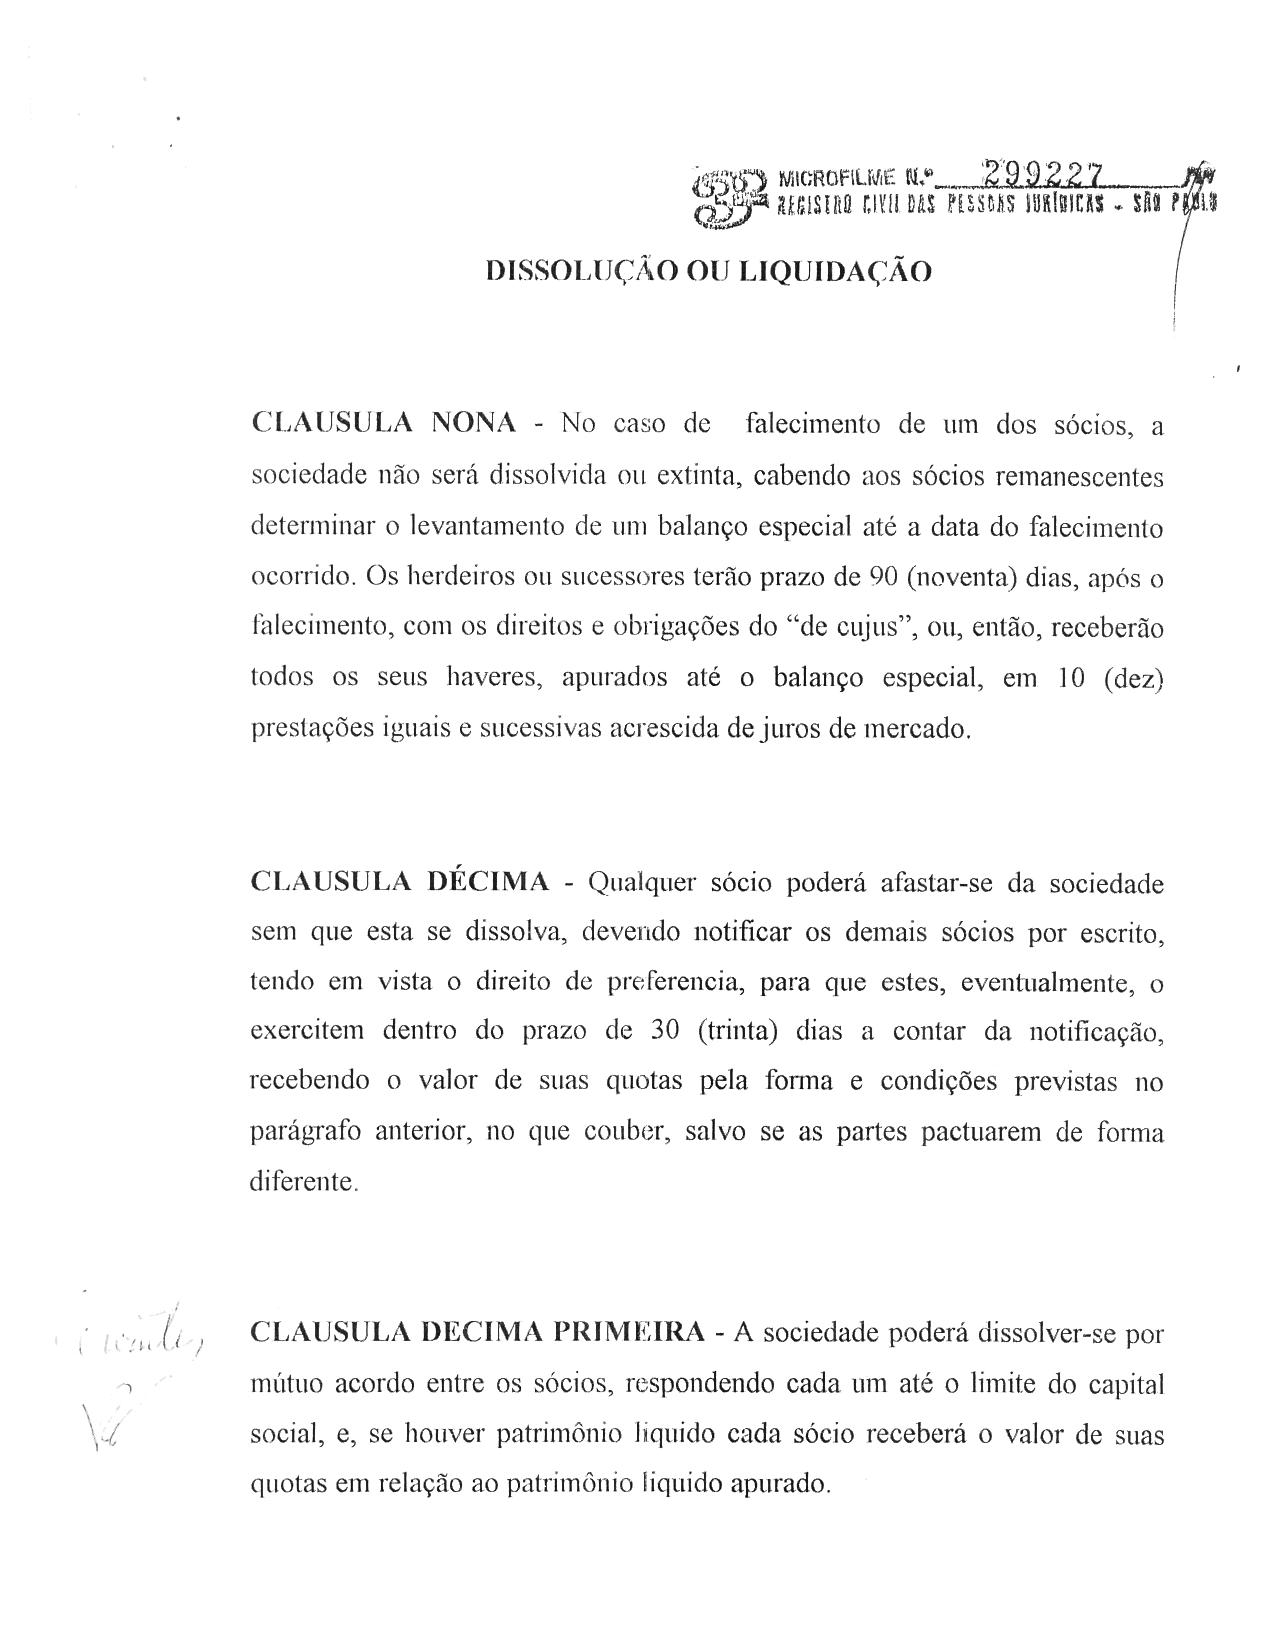 MICROFILME N.º 299227
REGISTRO CIVIL DAS PESSOAS JURÍDICAS - SÃO PAULO
DISSOLUÇÃO OU LIQUIDAÇÃO
CLAUSULA NONA - No caso de falecimento de um dos sócios, a
sociedade não será dissolvida ou extinta, cabendo aos sócios remanescentes
determinar o levantamento de um balanço especial até a data do falecimento
ocorrido. Os herdeiros ou sucessores terão prazo de 90 (noventa) dias, após o
falecimento, com os direitos e obrigações do “de cujus”, ou, então, receberão
todos os seus haveres, apurados até o balanço especial, em 10 (dez)
prestações iguais e sucessivas acrescida de juros de mercado.
CLAUSULA DÉCIMA - Qualquer sócio poderá afastar-se da sociedade
sem que esta se dissolva, devendo notificar os demais sócios por escrito,
tendo em vista o direito de preferencia, para que estes, eventualmente, o
exercitem dentro do prazo de 30 (trinta) dias a contar da notificação,
recebendo o valor de suas quotas pela forma e condições previstas no
parágrafo anterior, no que couber, salvo se as partes pactuarem de forma
diferente.
CLAUSULA DECIMA PRIMEIRA - A sociedade poderá dissolver-se por
mútuo acordo entre os sócios, respondendo cada um até o limite do capital
social, e, se houver patrimônio liquido cada sócio receberá o valor de suas
quotas em relação ao patrimônio liquido apurado.